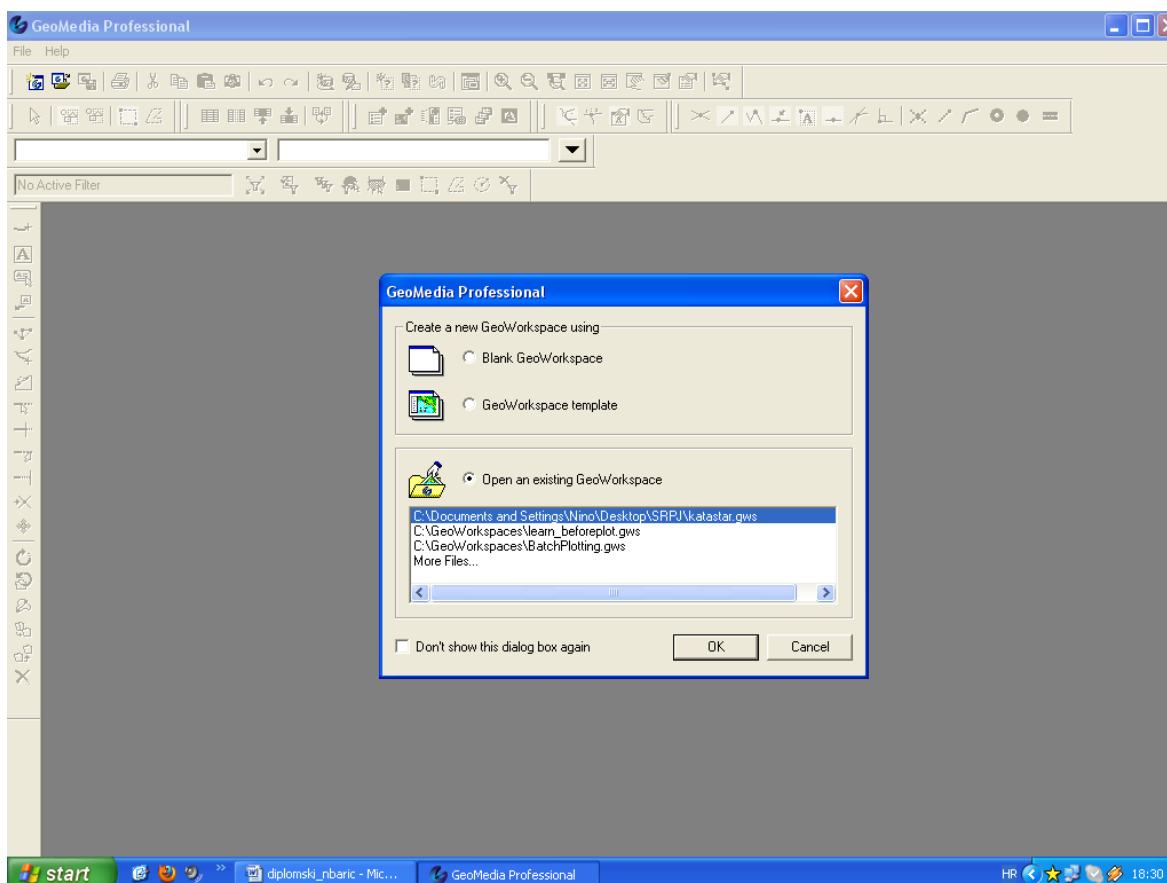 GeoMedia Professional
File Help
No Active Filter
GeoMedia Professional
Create a new GeoWorkspace using
Blank GeoWorkspace
GeoWorkspace template
Open an existing GeoWorkspace
C:\Documents and Settings\Nino\Desktop\SRPJ\katastar.gws
C:\GeoWorkspaces\learn_beforeplot.gws
C:\GeoWorkspaces\BatchPlotting.gws
More Files...
Don't show this dialog box again
OK Cancel
start
diplomski_nbaric - Mic...
GeoMedia Professional
HR
18:30